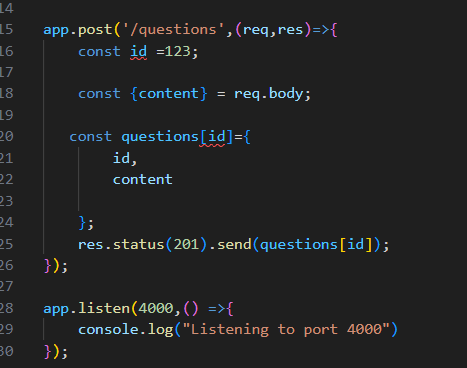 14
15 app.post('/questions',(req,res)=>{
16 const id =123;
17
18 const {content} = req.body;
19
20 const questions[id]={
21 id,
22 content
23
24 };
25 res.status(201).send(questions[id]);
26 });
27
28 app.listen(4000,() =>{
29 console.log("Listening to port 4000")
30 });